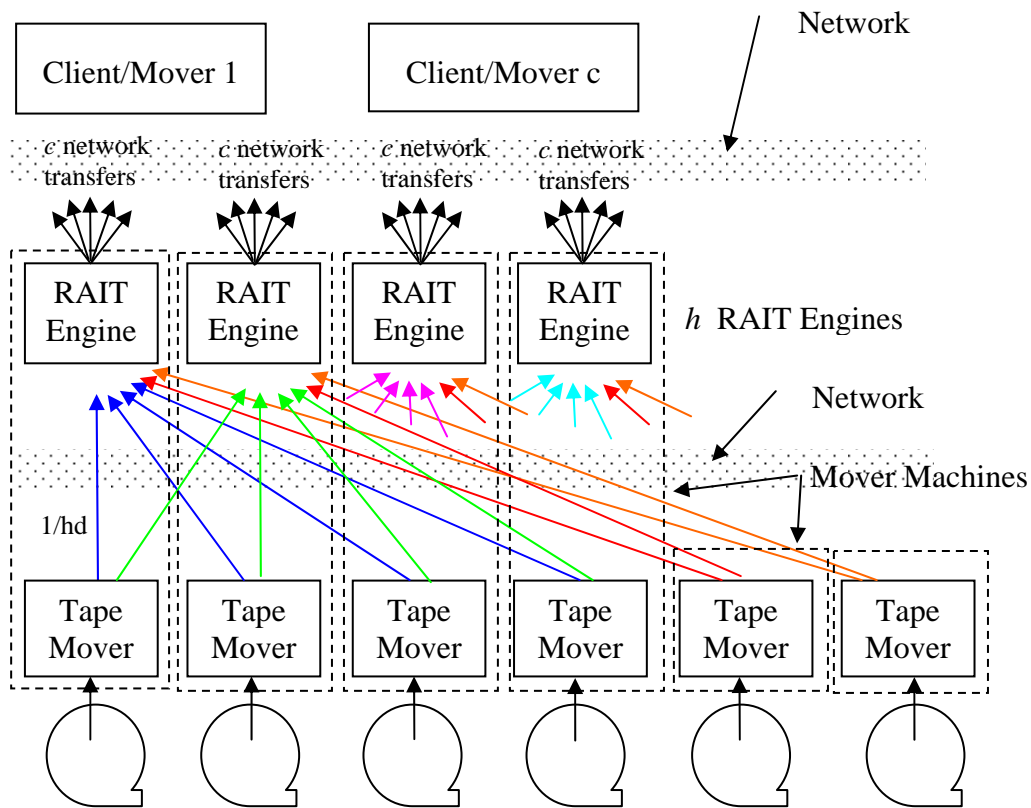 Network
Client/Mover 1
Client/Mover c
c network
transfers
c network
transfers
c network
transfers
c network
transfers
RAIT
Engine
RAIT
Engine
RAIT
Engine
RAIT
Engine
h RAIT Engines
Network
Mover Machines
1/hd
Tape
Mover
Tape
Mover
Tape
Mover
Tape
Mover
Tape
Mover
Tape
Mover